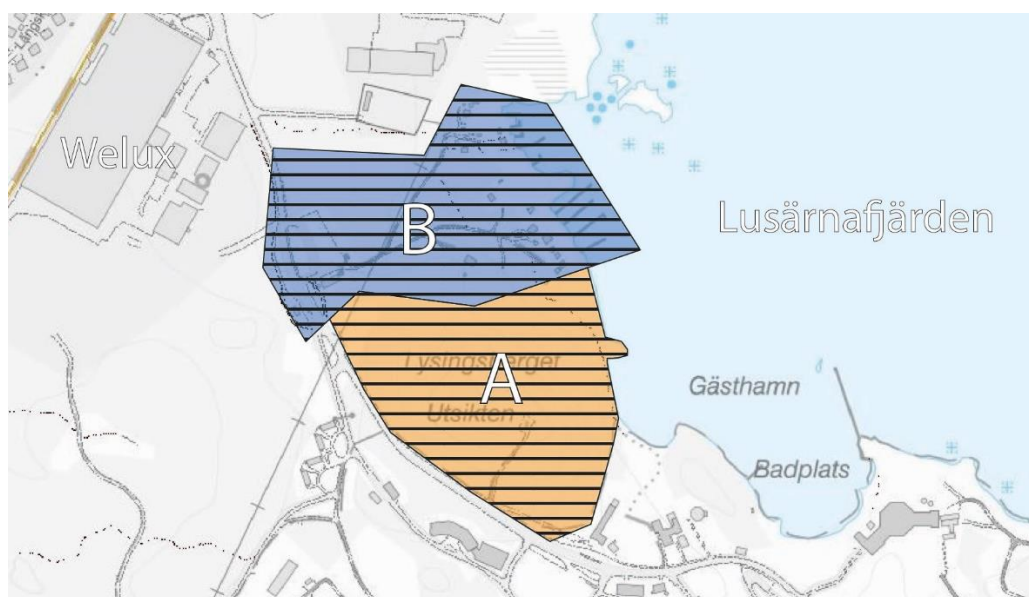 Welux
B
Lusärnafjärden
Lysingsberget
A
Gästhamn
Utsikten
Badplats